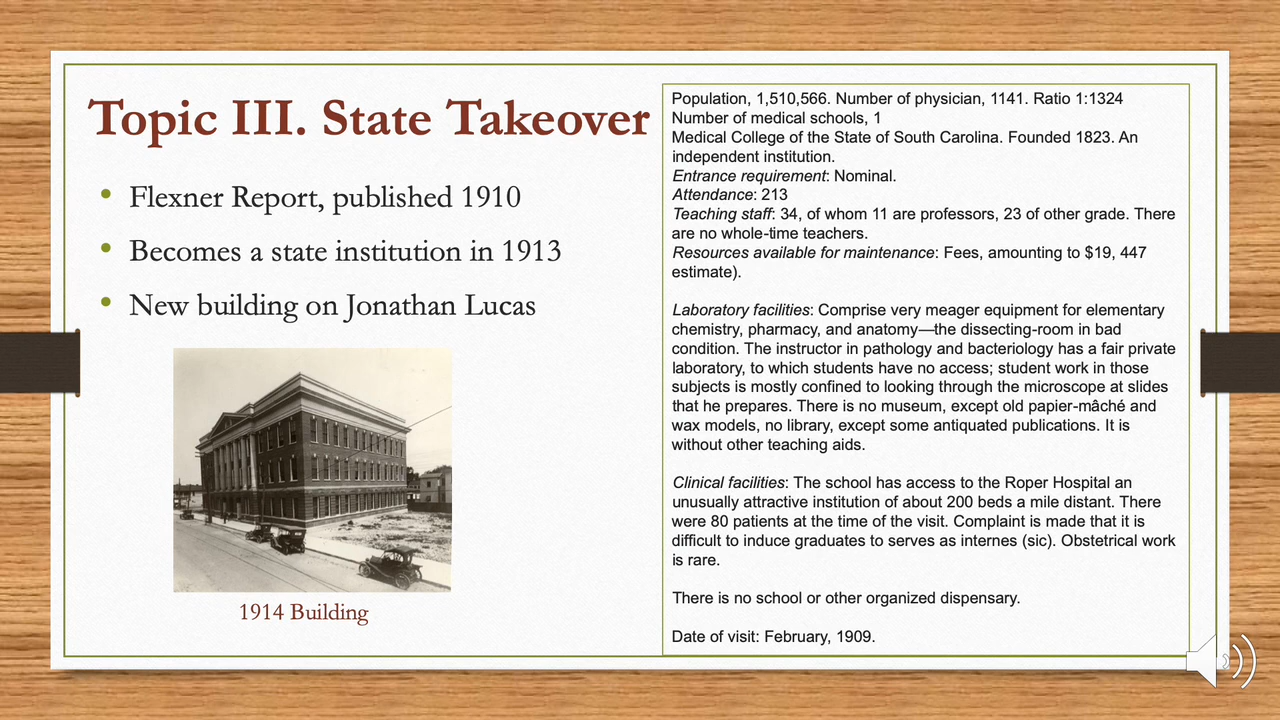 Topic III. State Takeover
• Flexner Report, published 1910
• Becomes a state institution in 1913
• New building on Jonathan Lucas
1914 Building
Population, 1,510,566. Number of physician, 1141. Ratio 1:1324
Number of medical schools, 1
Medical College of the State of South Carolina. Founded 1823. An
independent institution.
Entrance requirement: Nominal.
Attendance: 213
Teaching staff: 34, of whom 11 are professors, 23 of other grade. There
are no whole-time teachers.
Resources available for maintenance: Fees, amounting to $19, 447
estimate).
Laboratory facilities: Comprise very meager equipment for elementary
chemistry, pharmacy, and anatomy—the dissecting-room in bad
condition. The instructor in pathology and bacteriology has a fair private
laboratory, to which students have no access; student work in those
subjects is mostly confined to looking through the microscope at slides
that he prepares. There is no museum, except old papier-mâché and
wax models, no library, except some antiquated publications. It is
without other teaching aids.
Clinical facilities: The school has access to the Roper Hospital an
unusually attractive institution of about 200 beds a mile distant. There
were 80 patients at the time of the visit. Complaint is made that it is
difficult to induce graduates to serves as internes (sic). Obstetrical work
is rare.
There is no school or other organized dispensary.
Date of visit: February, 1909.